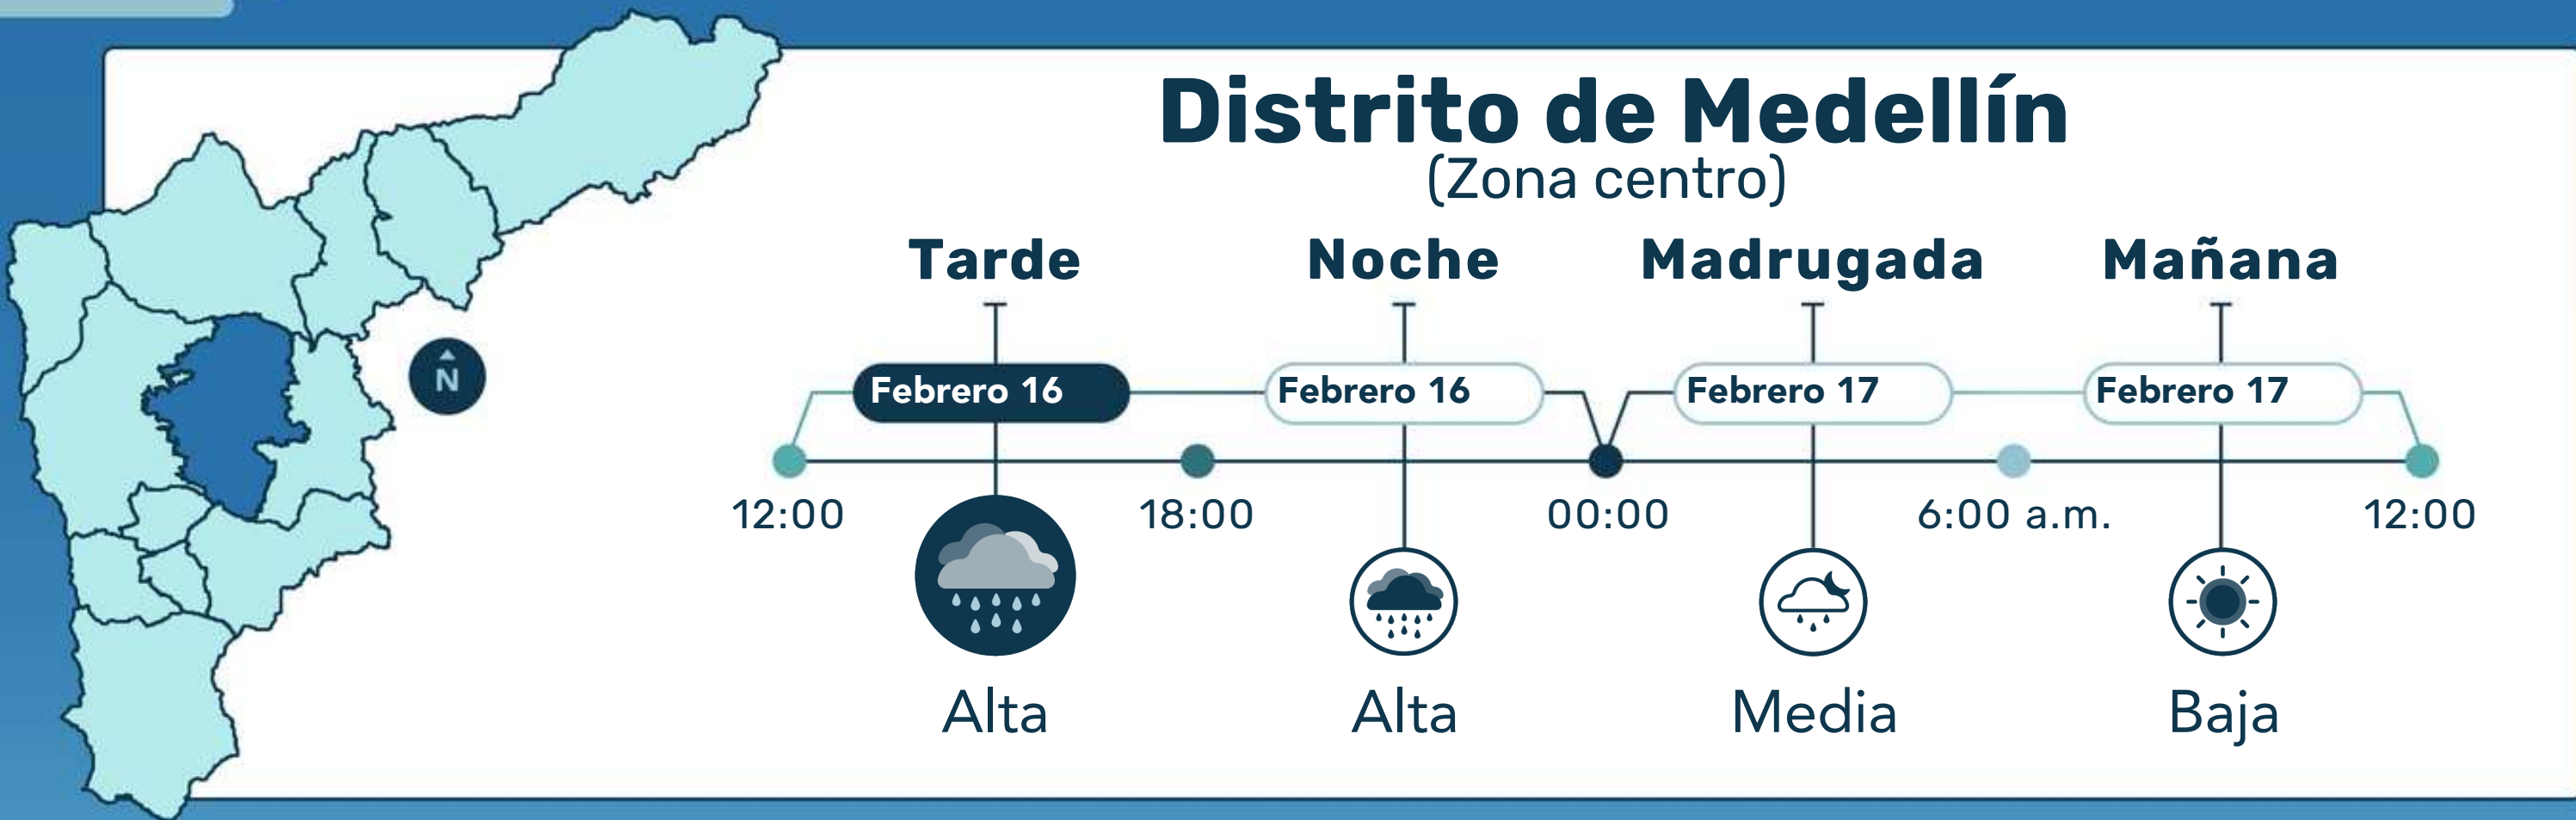 Distrito de Medellín
(Zona centro)
Tarde Noche Madrugada Mañana
Febrero 16 Febrero 16 Febrero 17 Febrero 17
N
12:00 18:00 00:00 6:00 a.m. 12:00
Alta Alta Media Baja